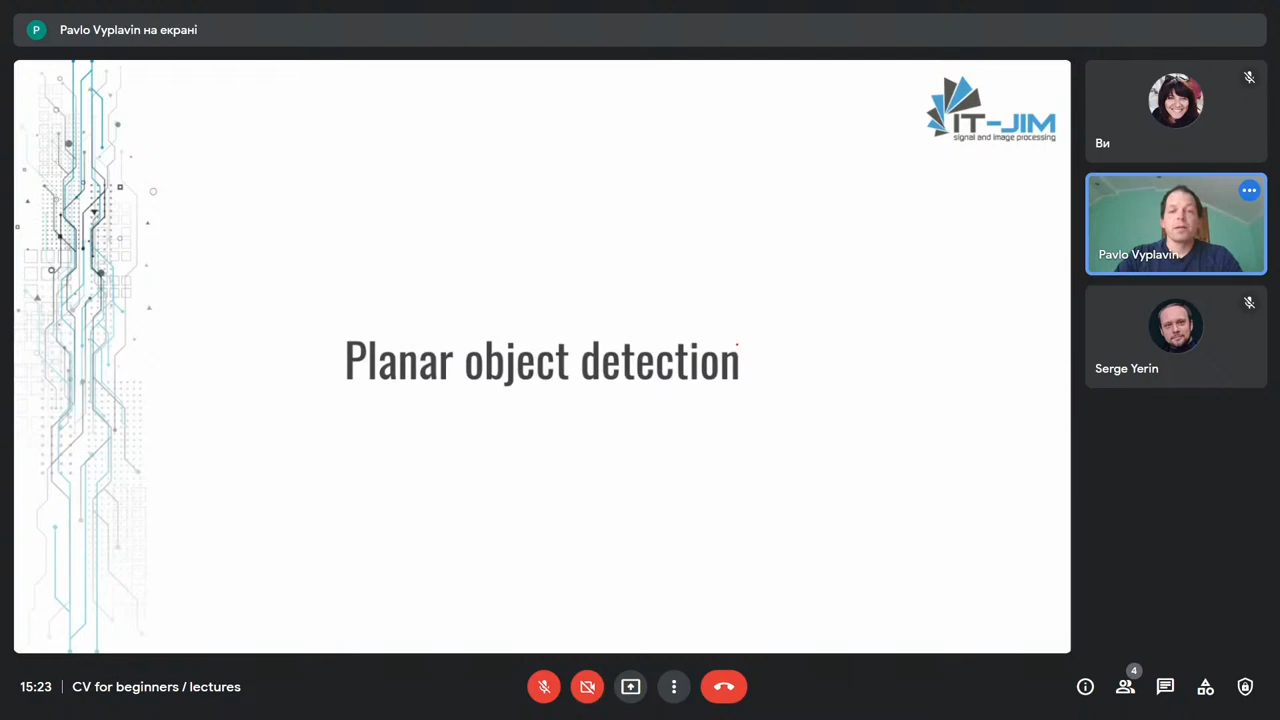 P Pavlo Vyplavin на екрані
IT-JIM
signal and image processing
Planar object detection
Ви
Pavlo Vyplavin
Serge Yerin
15:23 | CV for beginners / lectures
4